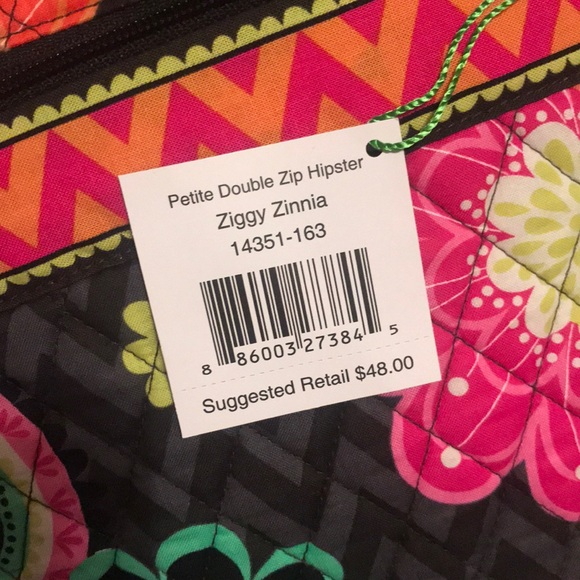 Petite Double Zip Hipster
Ziggy Zinnia
14351-163
8 86003 27384 5
Suggested Retail $48.00